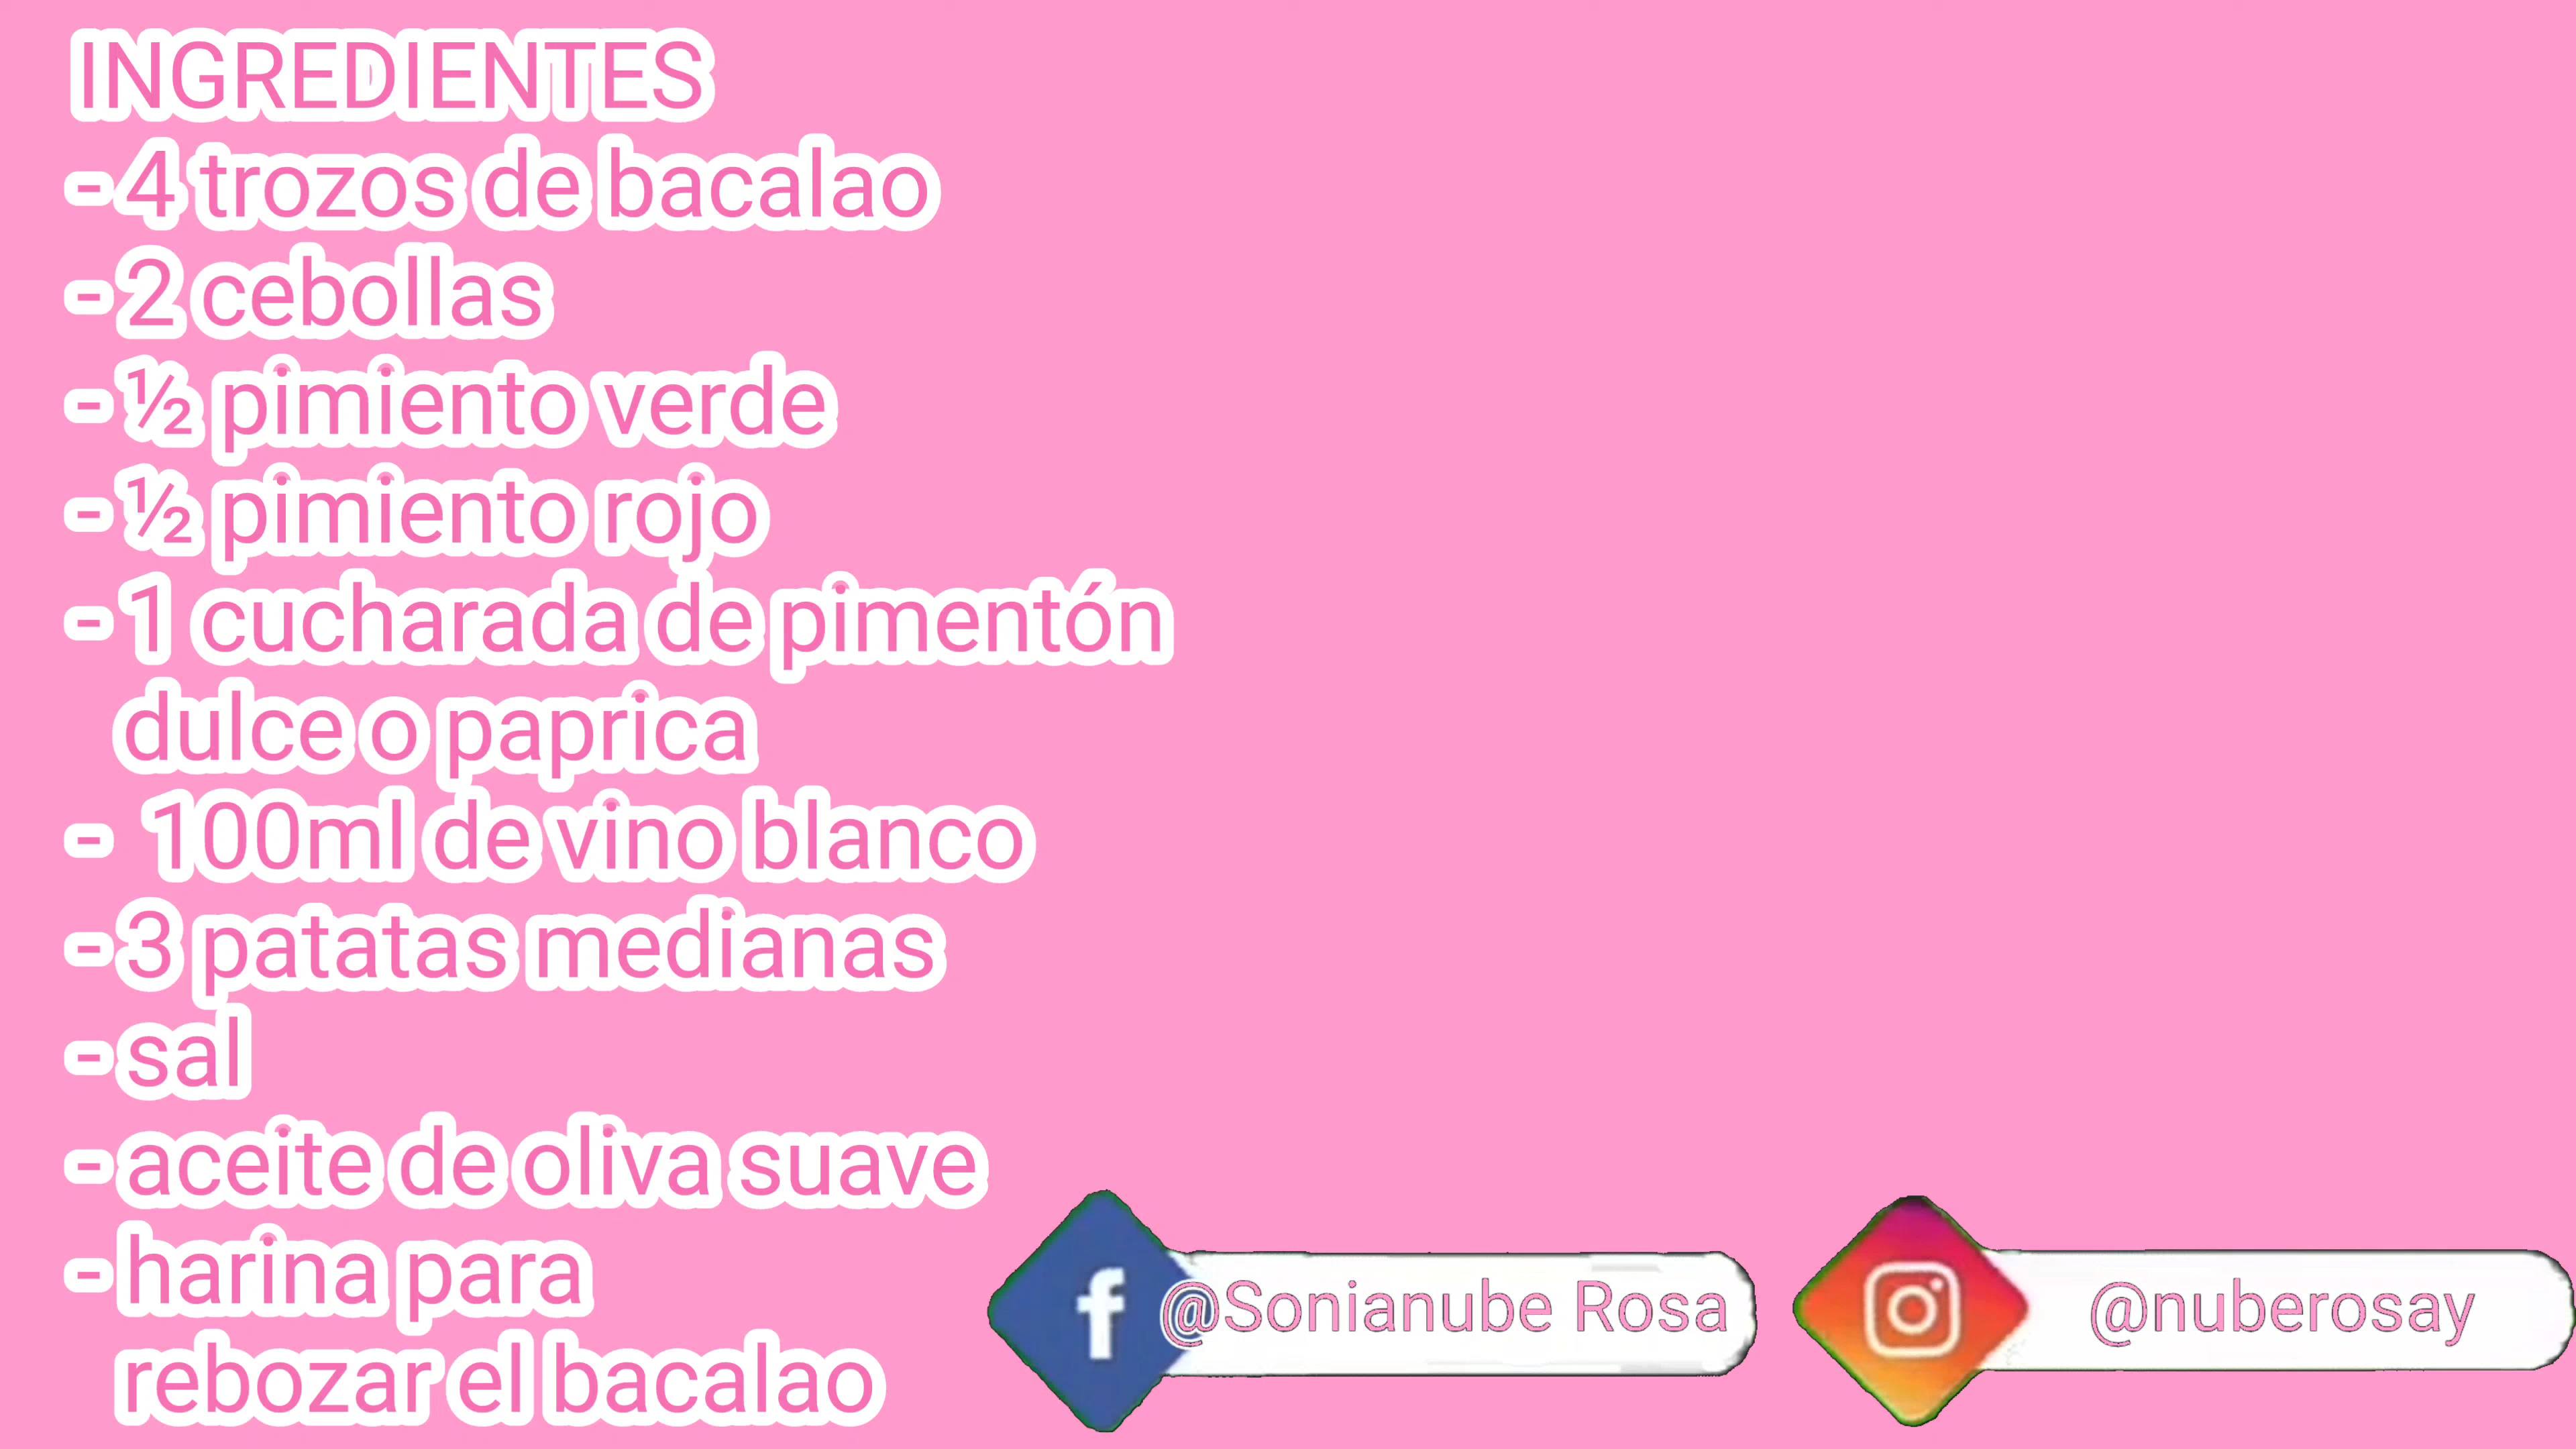 INGREDIENTES
- 4 trozos de bacalao
- 2 cebollas
- ½ pimiento verde
- ½ pimiento rojo
- 1 cucharada de pimentón
dulce o paprica
- 100ml de vino blanco
- 3 patatas medianas
- sal
- aceite de oliva suave
- harina para
rebozar el bacalao
@Sonianube Rosa
@nuberosay